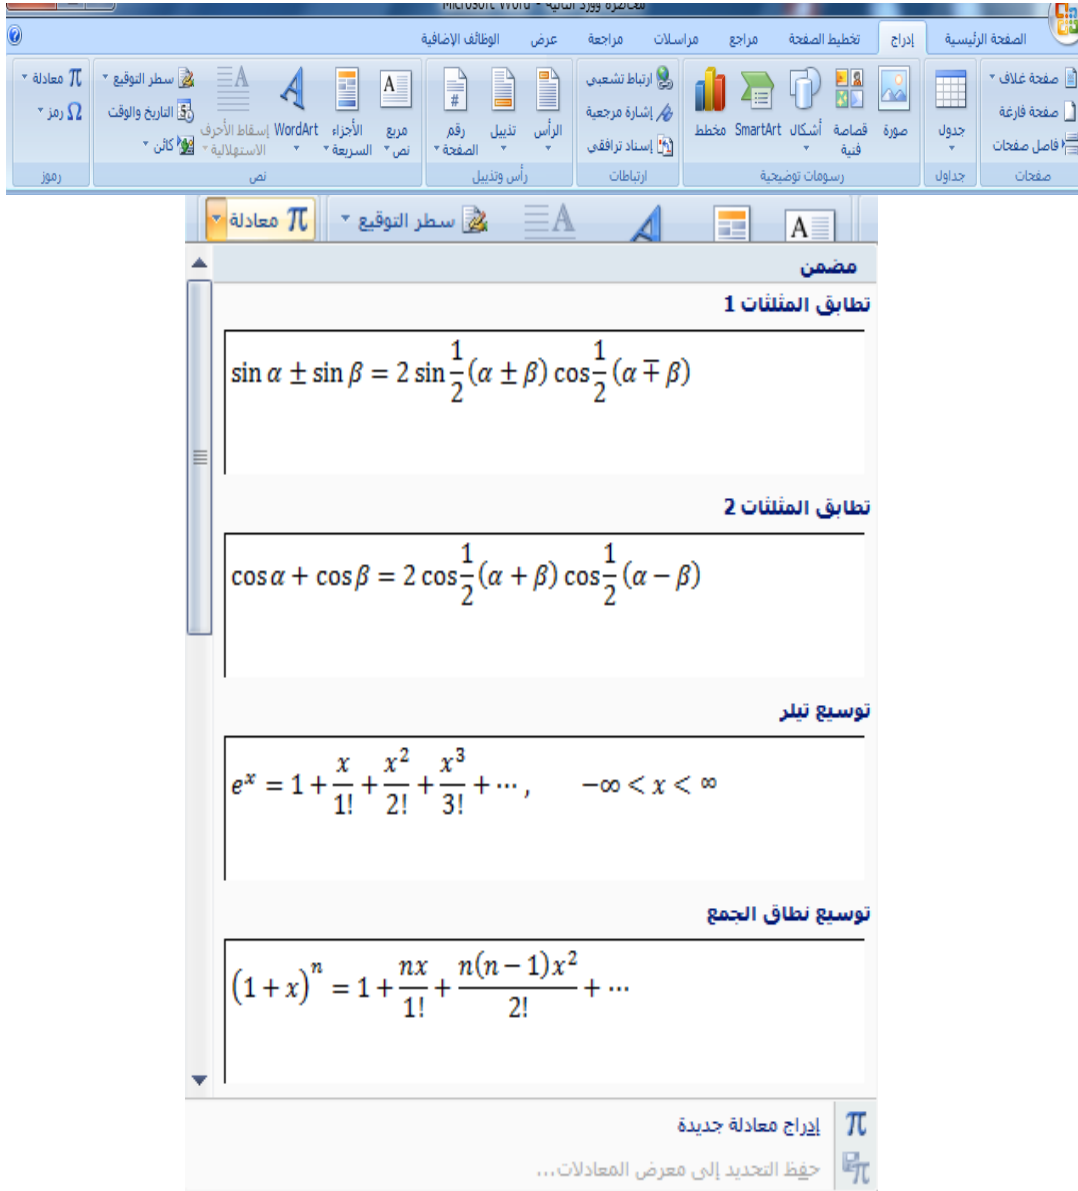 محاضرة وورد الثانية - Microsoft Word
الصفحة الرئيسية إدراج تخطيط الصفحة مراجع مراسلات مراجعة عرض الوظائف الإضافية
صفحة غلاف
صفحة فارغة
فاصل صفحات
صفحات
جدول
جداول
صورة
قصاصة فنية
أشكال
SmartArt
مخطط
رسومات توضيحية
ارتباط تشعبي
إشارة مرجعية
إسناد ترافقي
ارتباطات
الرأس
تذييل
رقم الصفحة
#
رأس وتذييل
A
مربع نص
الأجزاء السريعة
WordArt
إسقاط الأحرف الاستهلالية
سطر التوقيع
التاريخ والوقت
كائن
نص
π معادلة
Ω رمز
رموز
سطر التوقيع π معادلة
مضمن
تطابق المثلثات 1
sin α ± sin β = 2 sin 1/2 (α ± β) cos 1/2 (α ∓ β)
تطابق المثلثات 2
cos α + cos β = 2 cos 1/2 (α + β) cos 1/2 (α − β)
توسيع تيلر
e^x = 1 + x/1! + x²/2! + x³/3! + ⋯ , −∞ < x < ∞
توسيع نطاق الجمع
(1 + x)^n = 1 + nx/1! + n(n − 1)x²/2! + ⋯
π إدراج معادلة جديدة
حفظ التحديد إلى معرض المعادلات...